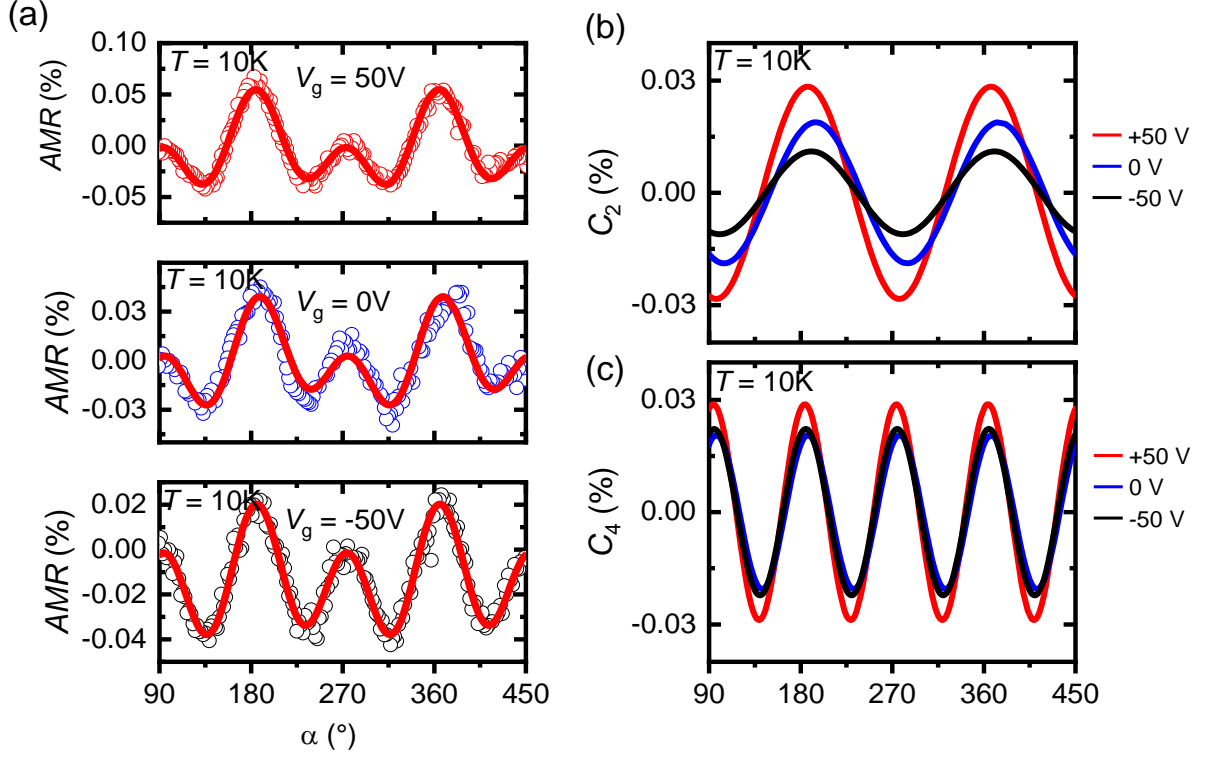 (a)
0.10
0.05
0.00
-0.05
AMR (%)
T = 10K
V_g = 50V
0.03
0.00
-0.03
AMR (%)
T = 10K
V_g = 0V
0.02
0.00
-0.02
-0.04
AMR (%)
T = 10K
V_g = -50V
90 180 270 360 450
α (°)
(b)
0.03
0.00
-0.03
C_2 (%)
T = 10K
+50 V
0 V
-50 V
(c)
0.03
0.00
-0.03
C_4 (%)
T = 10K
+50 V
0 V
-50 V
90 180 270 360 450